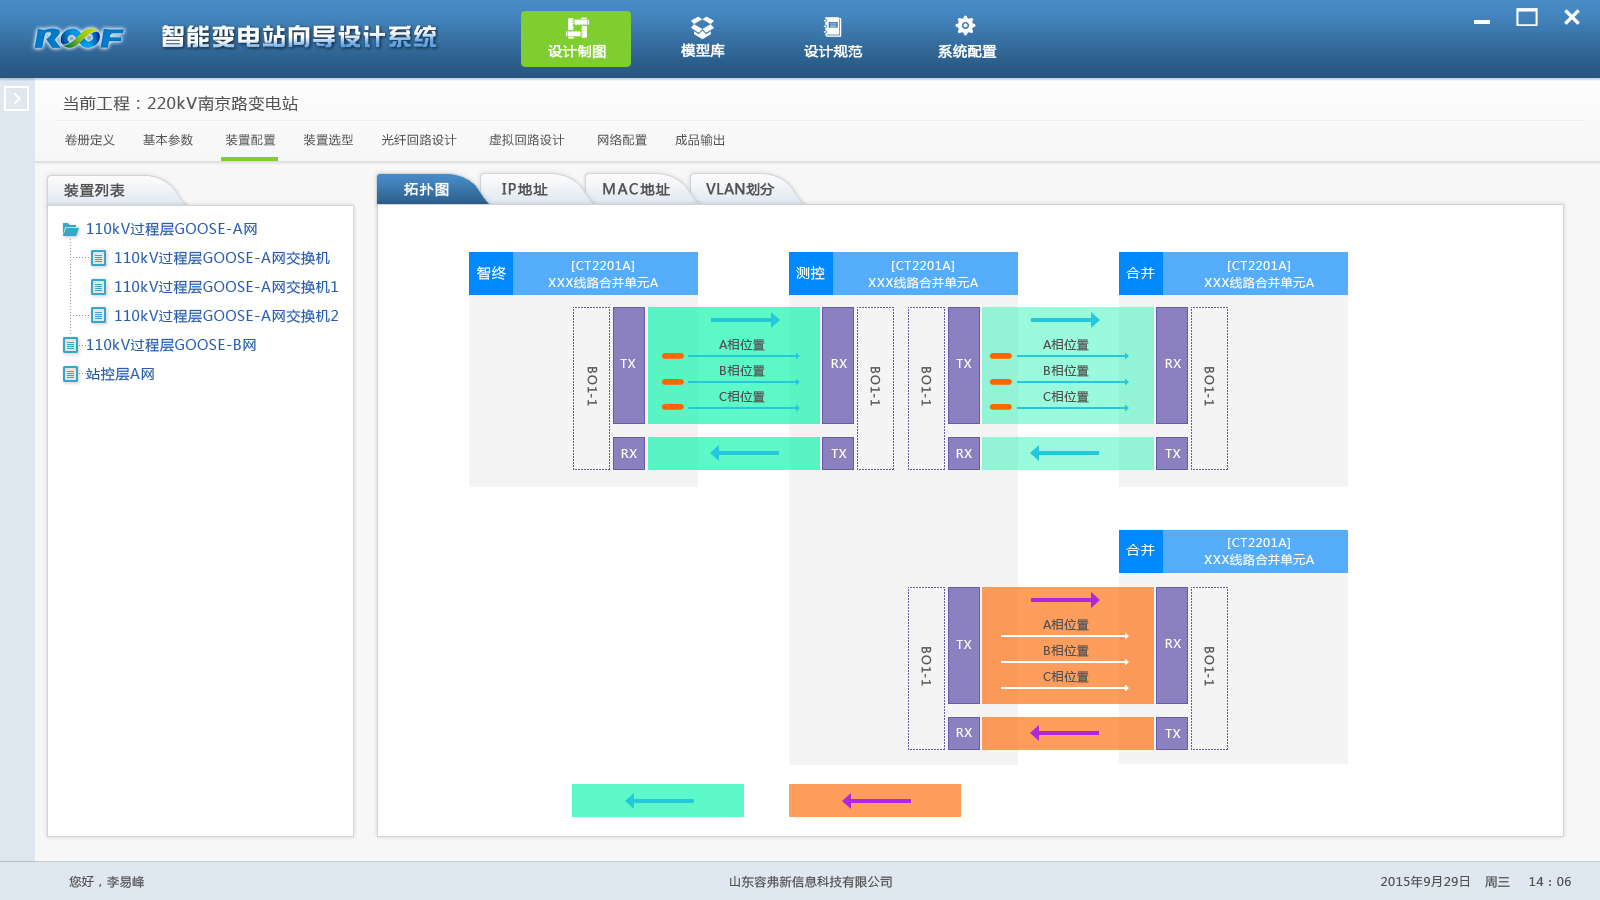 ROOF
智能变电站向导设计系统
设计制图
模型库
设计规范
系统配置
当前工程：220kV南京路变电站
卷册定义
基本参数
装置配置
装置选型
光纤回路设计
虚拟回路设计
网络配置
成品输出
装置列表
110kV过程层GOOSE-A网
110kV过程层GOOSE-A网交换机
110kV过程层GOOSE-A网交换机1
110kV过程层GOOSE-A网交换机2
110kV过程层GOOSE-B网
站控层A网
拓扑图
IP地址
MAC地址
VLAN划分
智终
[CT2201A]
XXX线路合并单元A
测控
[CT2201A]
XXX线路合并单元A
合并
[CT2201A]
XXX线路合并单元A
BO1-1
TX
A相位置
B相位置
C相位置
RX
BO1-1
RX
TX
BO1-1
TX
A相位置
B相位置
C相位置
RX
BO1-1
RX
TX
合并
[CT2201A]
XXX线路合并单元A
BO1-1
TX
A相位置
B相位置
C相位置
RX
BO1-1
RX
TX
您好，李易峰
山东容弗新信息科技有限公司
2015年9月29日 周三 14：06